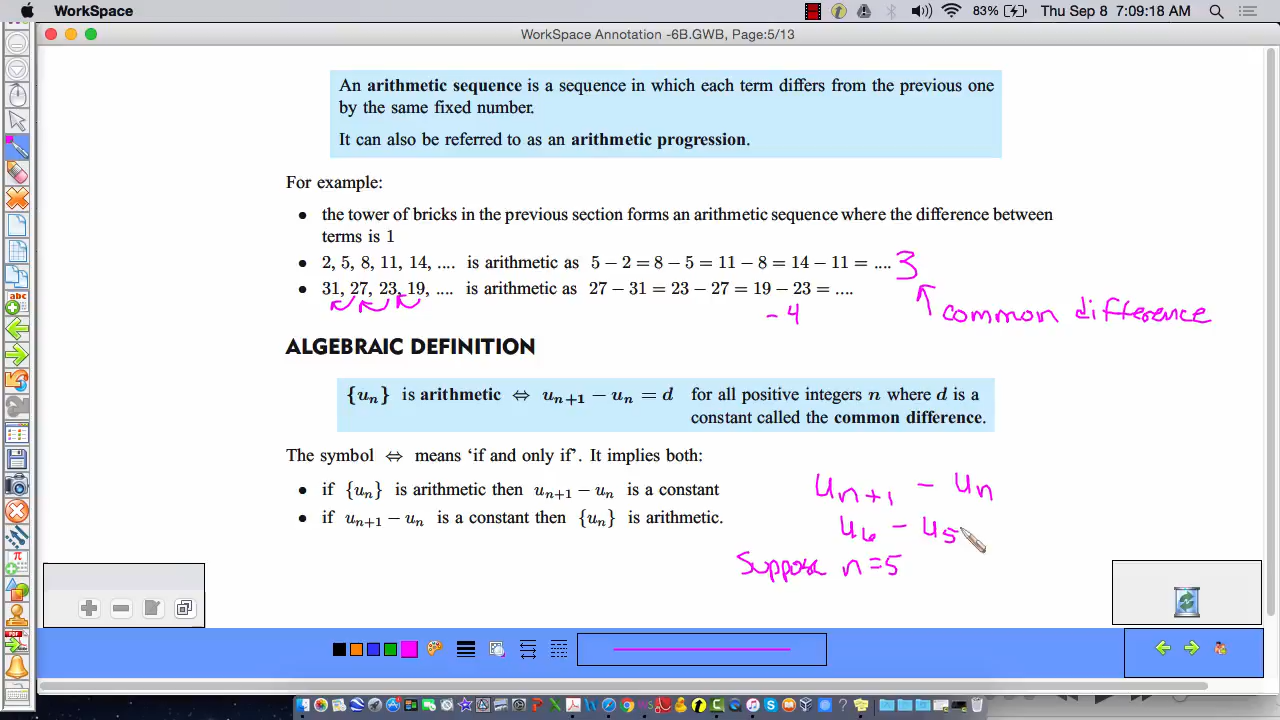 WorkSpace
83%
Thu Sep 8 7:09:18 AM
WorkSpace Annotation -6B.GWB, Page:5/13
An arithmetic sequence is a sequence in which each term differs from the previous one
by the same fixed number.
It can also be referred to as an arithmetic progression.
For example:
• the tower of bricks in the previous section forms an arithmetic sequence where the difference between
terms is 1
• 2, 5, 8, 11, 14, .... is arithmetic as 5 − 2 = 8 − 5 = 11 − 8 = 14 − 11 = .... 3
• 31, 27, 23, 19, .... is arithmetic as 27 − 31 = 23 − 27 = 19 − 23 = ....
−4
common difference
ALGEBRAIC DEFINITION
{uₙ} is arithmetic ⇔ uₙ₊₁ − uₙ = d for all positive integers n where d is a
constant called the common difference.
The symbol ⇔ means ‘if and only if’. It implies both:
• if {uₙ} is arithmetic then uₙ₊₁ − uₙ is a constant
• if uₙ₊₁ − uₙ is a constant then {uₙ} is arithmetic.
uₙ₊₁ − uₙ
u₆ − u₅
Suppose n = 5
abc
π
PDF